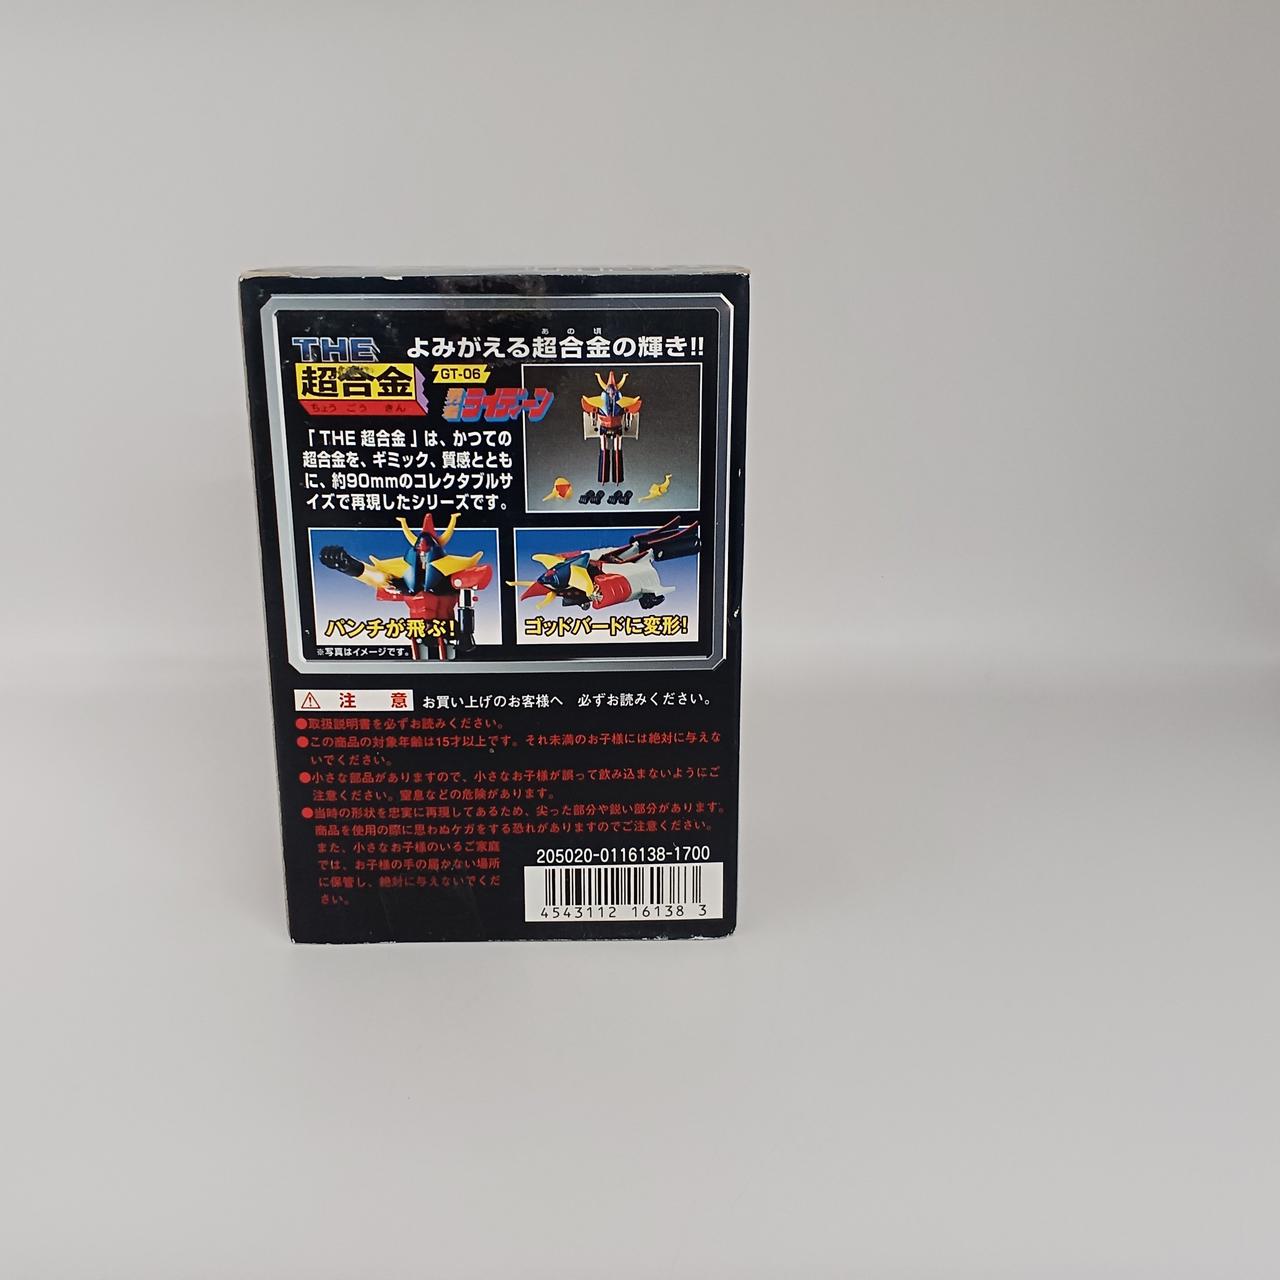 THE
超合金
ちょう ごう きん
GT-06
勇者
ライディーン
あの頃
よみがえる超合金の輝き!!
「THE 超合金」は、かつての
超合金を、ギミック、質感ととも
に、約90mmのコレクタブルサ
イズで再現したシリーズです。
パンチが飛ぶ!
ゴッドバードに変形!
※写真はイメージです。
注 意 お買い上げのお客様へ 必ずお読みください。
●取扱説明書を必ずお読みください。
●この商品の対象年齢は15才以上です。それ未満のお子様には絶対に与えな
いでください。
●小さな部品がありますので、小さなお子様が誤って飲み込まないようにご
注意ください。窒息などの危険があります。
●当時の形状を忠実に再現してあるため、尖った部分や鋭い部分があります。
商品を使用の際に思わぬケガをする恐れがありますのでご注意ください。
また、小さなお子様のいるご家庭
では、お子様の手の届かない場所
に保管し、絶対に与えないでくだ
さい。
205020-0116138-1700
4543112 16138 3